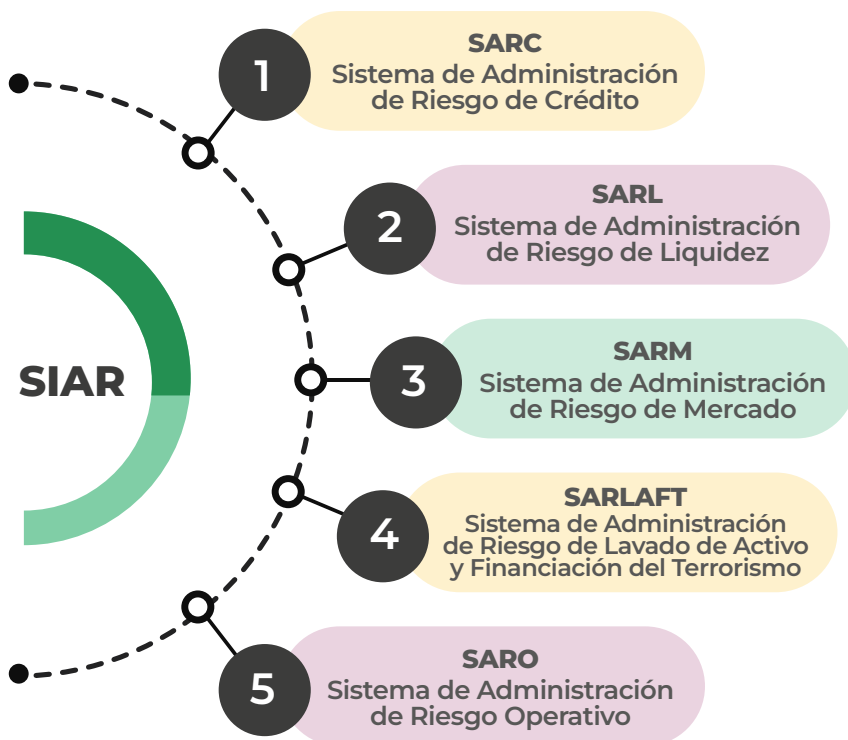 SIAR
1
SARC
Sistema de Administración
de Riesgo de Crédito
2
SARL
Sistema de Administración
de Riesgo de Liquidez
3
SARM
Sistema de Administración
de Riesgo de Mercado
4
SARLAFT
Sistema de Administración
de Riesgo de Lavado de Activo
y Financiación del Terrorismo
5
SARO
Sistema de Administración
de Riesgo Operativo